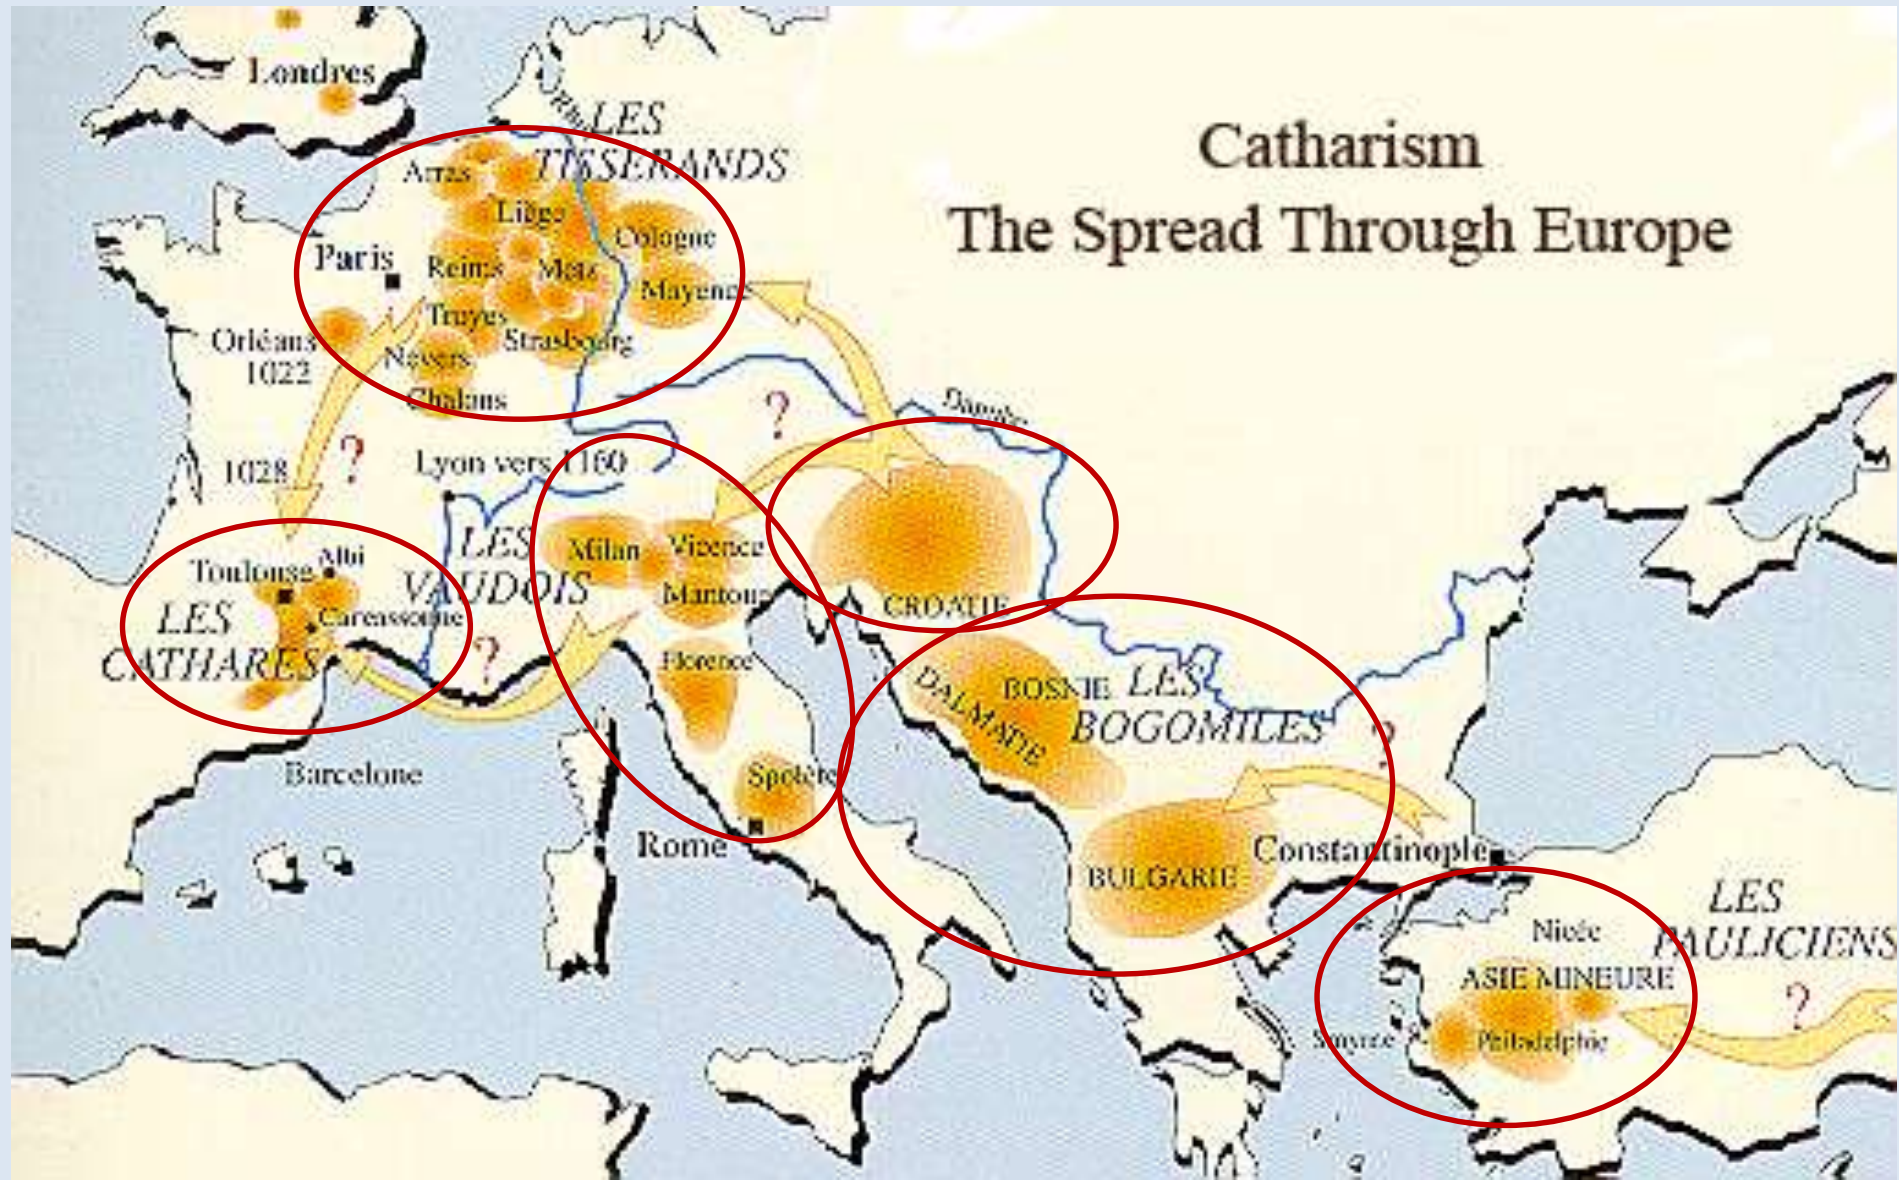 Catharism
The Spread Through Europe
Londres
Rhin
LES
TISSERANDS
Arras
Liège
Cologne
Paris
Reims
Metz
Mayence
Troyes
Orléans
1022
Strasbourg
Nevers
Chalons
Danube
?
?
1028
Lyon vers 1160
LES
VAUDOIS
Milan
Vicence
Mantoue
Toulouse
Albi
Carcassonne
LES
CATHARES
?
CROATIE
Florence
DALMATIE
BOSNIE
LES
BOGOMILES
?
Barcelone
Spolète
Rome
Constantinople
BULGARIE
LES
PAULICIENS
Nicée
ASIE MINEURE
?
Smyrne
Philadelphie